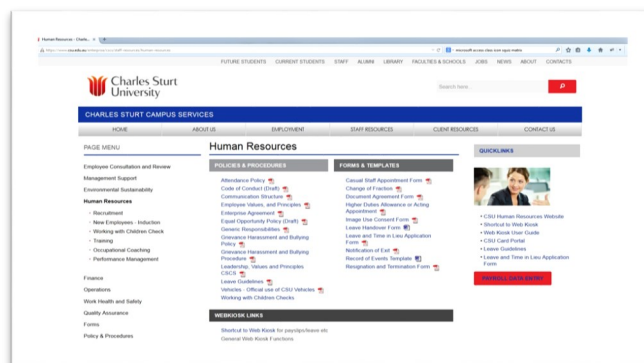 Human Resources - Charle...
microsoft access class icon opup matrix
FUTURE STUDENTS CURRENT STUDENTS STAFF ALUMNI LIBRARY FACULTIES & SCHOOLS JOBS NEWS ABOUT CONTACTS
Charles Sturt
University
Search here
CHARLES STURT CAMPUS SERVICES
HOME ABOUT US EMPLOYMENT STAFF RESOURCES CLIENT RESOURCES CONTACT US
PAGE MENU
Employee Consultation and Review
Management Support
Environmental Sustainability
Human Resources
Recruitment
New Employees - Induction
Working with Children Check
Training
Occupational Coaching
Performance Management
Finance
Operations
Work Health and Safety
Quality Assurance
Forms
Policy & Procedures
Human Resources
POLICIES & PROCEDURES
Attendance Policy
Code of Conduct (Draft)
Communication Structure
Employee Values, and Principles
Enterprise Agreement
Equal Opportunity Policy (Draft)
Generic Responsibilities
Grievance Harassment and Bullying
Policy
Grievance Harassment and Bullying
Procedure
Leadership, Values and Principles
CSCS
Leave Guidelines
Vehicles - Official use of CSU Vehicles
Working with Children Checks
FORMS & TEMPLATES
Casual Staff Appointment Form
Change of Fraction
Document Agreement Form
Higher Duties Allowance or Acting
Appointment
Image Use Consent Form
Leave Handover Form
Leave and Time in Lieu Application
Form
Notification of Exit
Record of Events Template
Resignation and Termination Form
WEBKIOSK LINKS
Shortcut to Web Kiosk for payslips/leave etc
General Web Kiosk Functions
QUICKLINKS
CSU Human Resources Website
Shortcut to Web Kiosk
Web Kiosk User Guide
CSU Card Portal
Leave Guidelines
Leave and Time in Lieu Application
Form
PAYROLL DATA ENTRY